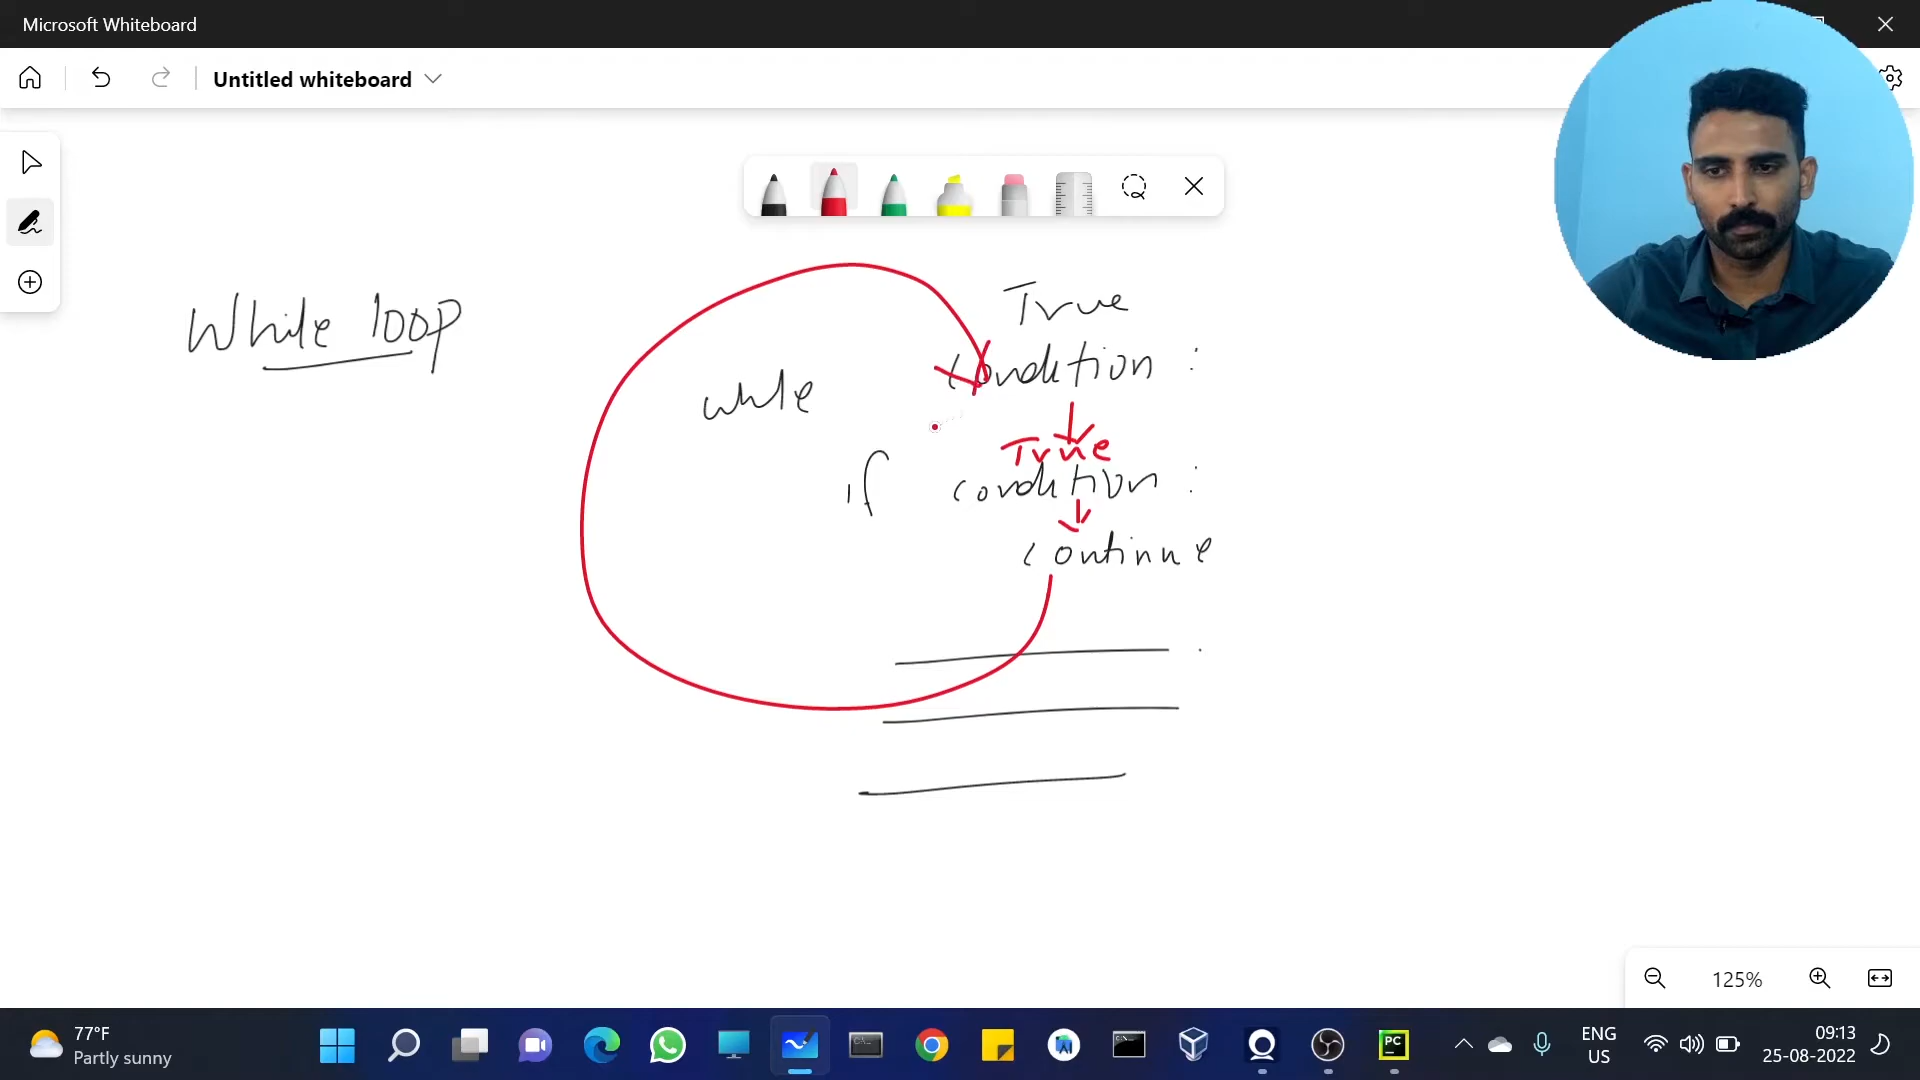 Microsoft Whiteboard
Untitled whiteboard
While loop
True
while condition :
True
if condition :
continue
125%
77°F
Partly sunny
ENG
US
09:13
25-08-2022
PC